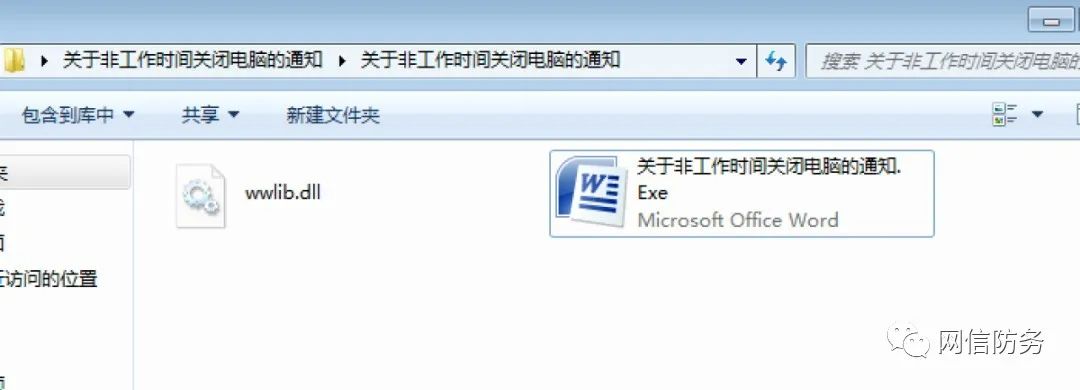 关于非工作时间关闭电脑的通知 关于非工作时间关闭电脑的通知 搜索 关于非工作时间关闭电脑的
包含到库中 共享 新建文件夹
wwlib.dll
关于非工作时间关闭电脑的通知.
Exe
Microsoft Office Word
访问的位置
网信防务